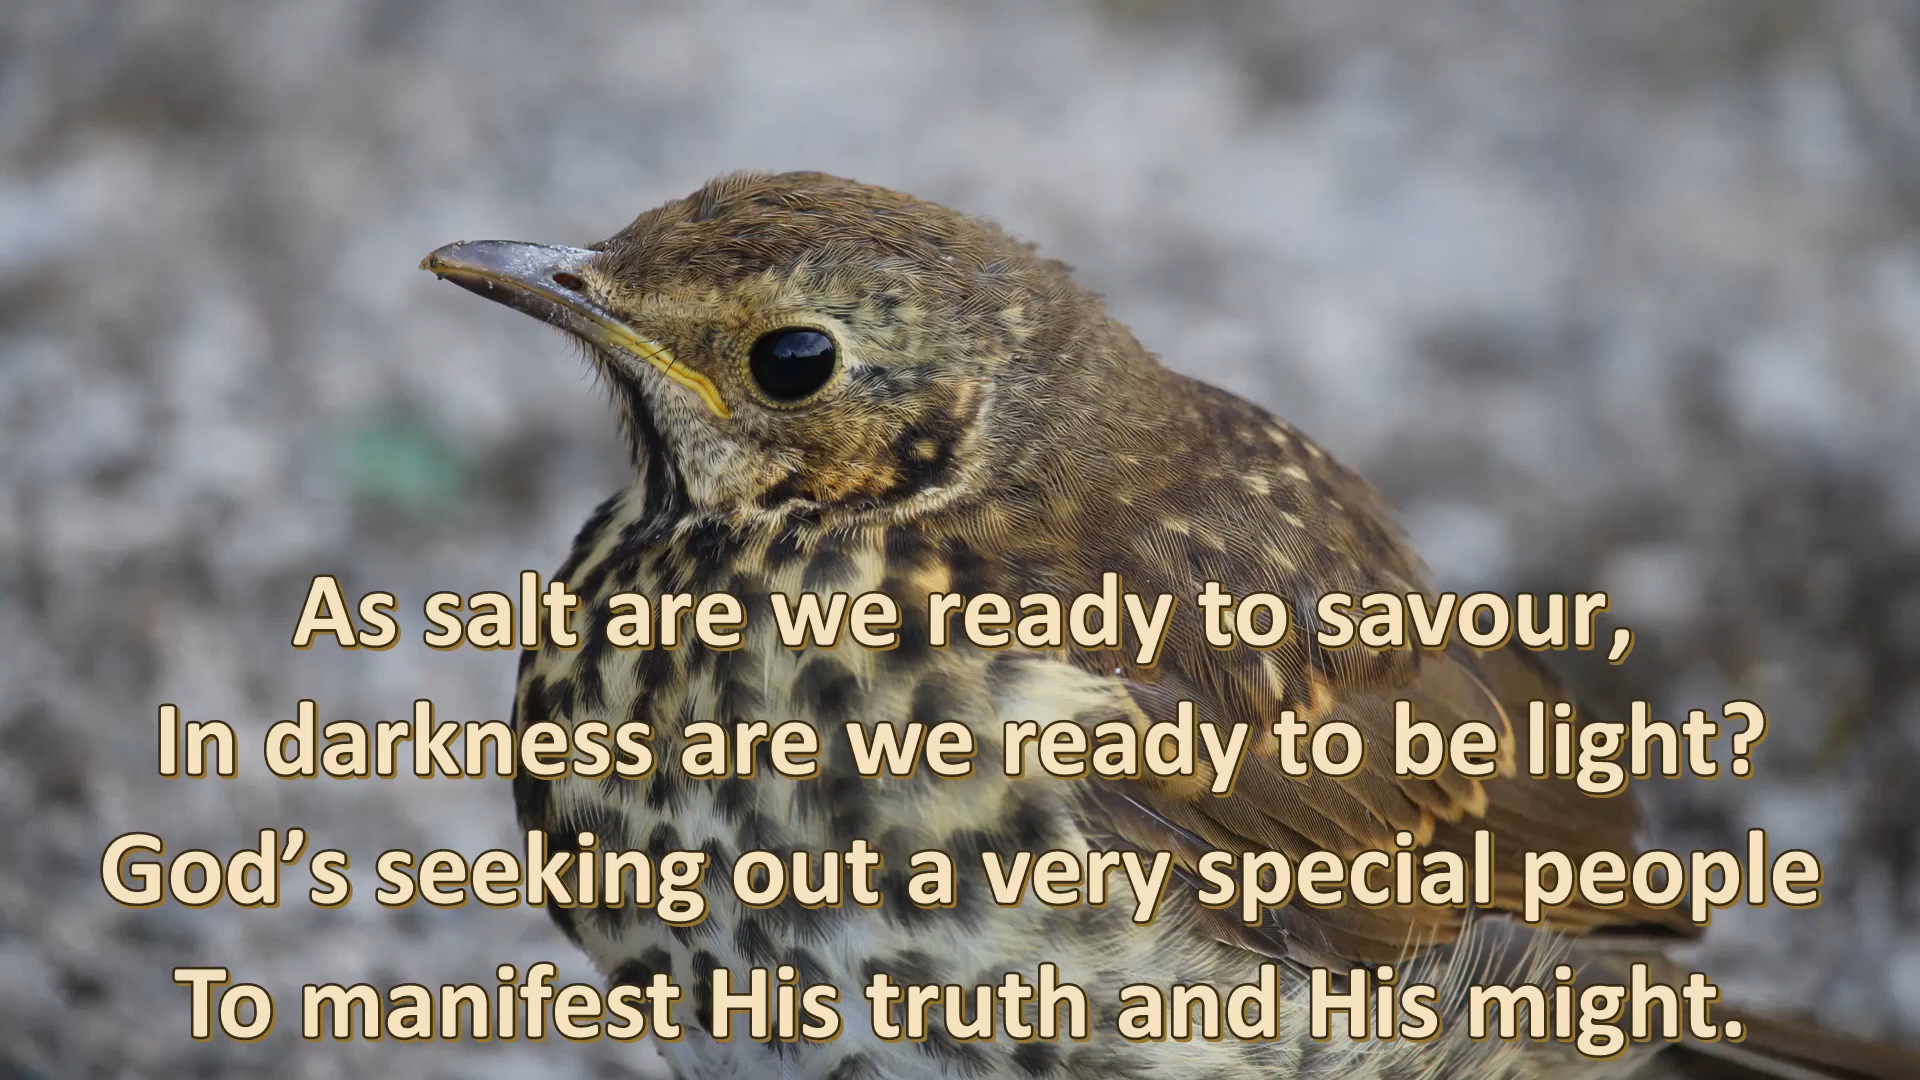 As salt are we ready to savour,
In darkness are we ready to be light?
God’s seeking out a very special people
To manifest His truth and His might.